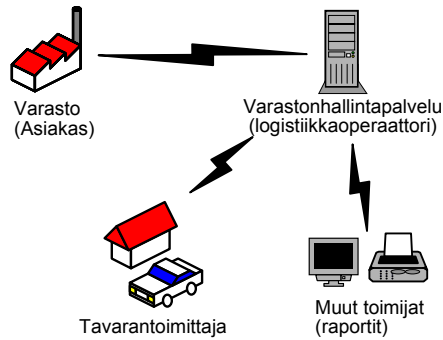 Varasto
(Asiakas)
Varastonhallintapalvelu
(logistiikkaoperaattori)
Tavarantoimittaja
Muut toimijat
(raportit)